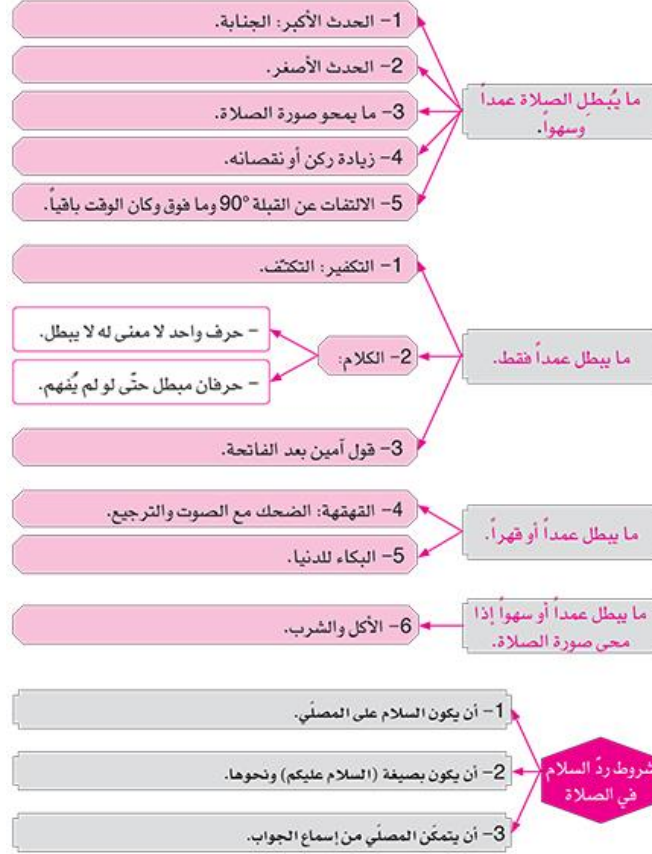 ما يُبطل الصلاة عمداً
وسهواً.
1- الحدث الأكبر: الجنابة.
2- الحدث الأصغر.
3- ما يمحو صورة الصلاة.
4- زيادة ركن أو نقصانه.
5- الالتفات عن القبلة 90° وما فوق وكان الوقت باقياً.
ما يبطل عمداً فقط.
1- التكفير: التكتّف.
2- الكلام:
- حرف واحد لا معنى له لا يبطل.
- حرفان مبطل حتّى لو لم يُفهم.
3- قول آمين بعد الفاتحة.
ما يبطل عمداً أو قهراً.
4- القهقهة: الضحك مع الصوت والترجيع.
5- البكاء للدنيا.
ما يبطل عمداً أو سهواً إذا
محى صورة الصلاة.
6- الأكل والشرب.
شروط ردّ السلام
في الصلاة
1- أن يكون السلام على المصلّي.
2- أن يكون بصيغة (السلام عليكم) ونحوها.
3- أن يتمكّن المصلّي من إسماع الجواب.